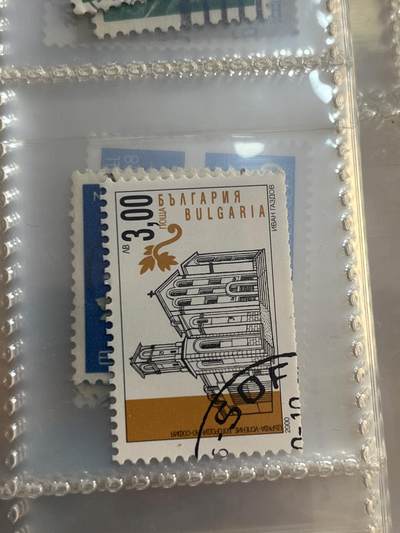 БЪЛГАРИЯ
BULGARIA
ПОЩА
ЛВ 3,00
ИВАН ГАЗДОВ
2000
SOF